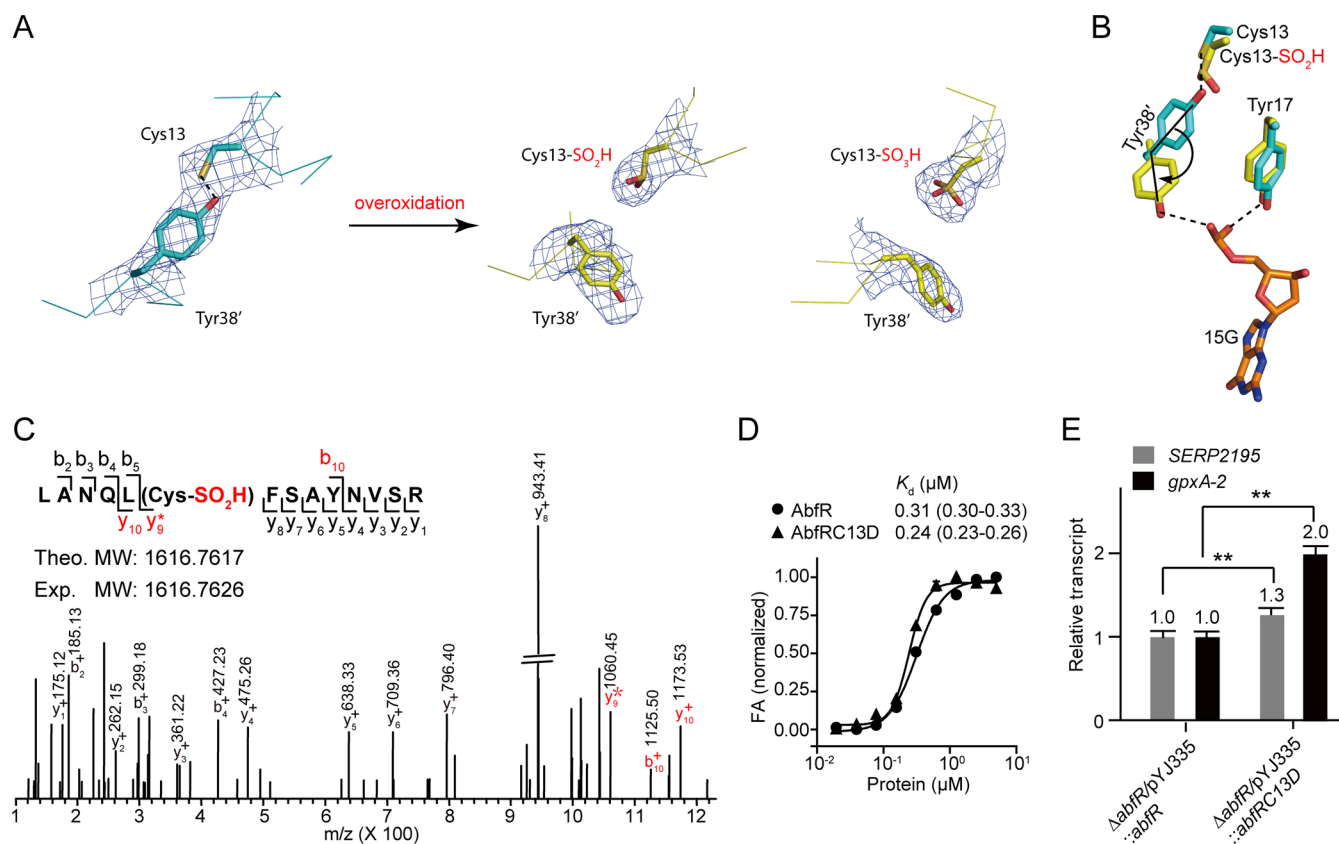 A
Cys13
Tyr38′
overoxidation
Cys13-SO₂H
Tyr38′
Cys13-SO₃H
Tyr38′
B
Cys13
Cys13-SO₂H
Tyr38′
Tyr17
15G
C
b₂ b₃ b₄ b₅ b₁₀
L A N Q L (Cys-SO₂H) F S A Y N V S R
y₁₀ y₉* y₈ y₇ y₆ y₅ y₄ y₃ y₂ y₁
Theo. MW: 1616.7617
Exp. MW: 1616.7626
y₁⁺ 175.12
b₂⁺ 185.13
y₂⁺ 262.15
b₃⁺ 299.18
y₃⁺ 361.22
b₄⁺ 427.23
y₄⁺ 475.26
y₅⁺ 638.33
y₆⁺ 709.36
y₇⁺ 796.40
y₈⁺ 943.41
y₉* 1060.45
b₁₀⁺ 1125.50
y₁₀⁺ 1173.53
1 2 3 4 5 6 7 8 9 10 11 12
m/z (X 100)
D
Kd (μM)
AbfR 0.31 (0.30-0.33)
AbfRC13D 0.24 (0.23-0.26)
FA (normalized)
1.00
0.75
0.50
0.25
0.00
10⁻² 10⁻¹ 10⁰ 10¹
Protein (μM)
E
SERP2195
gpxA-2
Relative transcript
2
1
0
**
**
1.0
1.0
1.3
2.0
ΔabfR/pYJ335
::abfR
ΔabfR/pYJ335
::abfRC13D